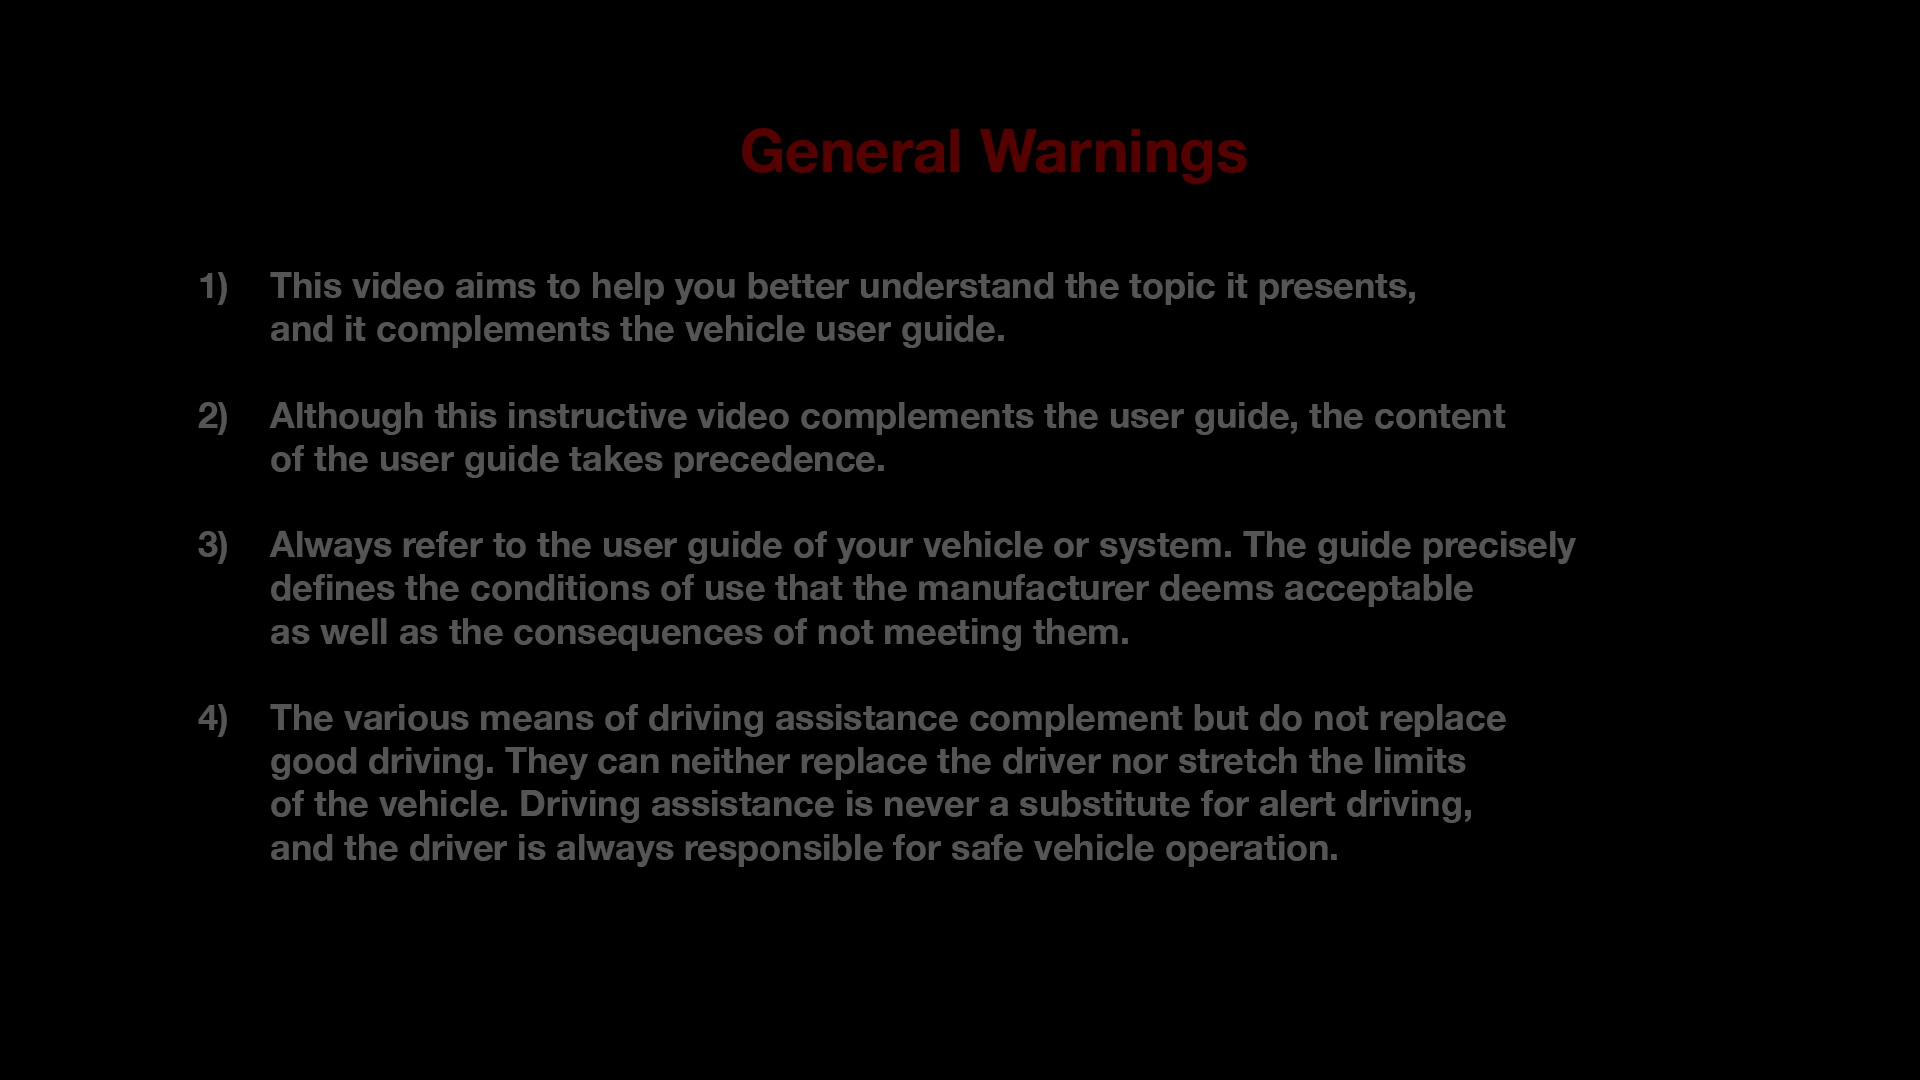 General Warnings
1) This video aims to help you better understand the topic it presents,
and it complements the vehicle user guide.
2) Although this instructive video complements the user guide, the content
of the user guide takes precedence.
3) Always refer to the user guide of your vehicle or system. The guide precisely
defines the conditions of use that the manufacturer deems acceptable
as well as the consequences of not meeting them.
4) The various means of driving assistance complement but do not replace
good driving. They can neither replace the driver nor stretch the limits
of the vehicle. Driving assistance is never a substitute for alert driving,
and the driver is always responsible for safe vehicle operation.